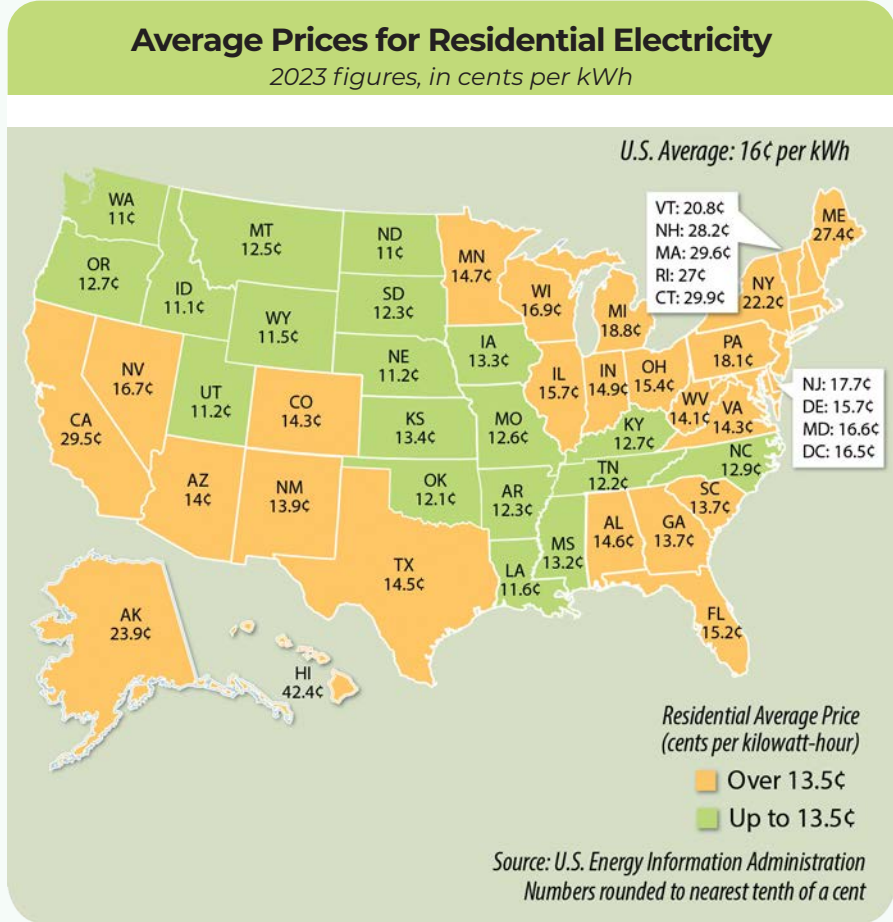 Average Prices for Residential Electricity
2023 figures, in cents per kWh
U.S. Average: 16¢ per kWh
WA
11¢
MT
12.5¢
ND
11¢
MN
14.7¢
VT: 20.8¢
NH: 28.2¢
MA: 29.6¢
RI: 27¢
CT: 29.9¢
ME
27.4¢
OR
12.7¢
ID
11.1¢
WY
11.5¢
SD
12.3¢
WI
16.9¢
MI
18.8¢
NY
22.2¢
NV
16.7¢
UT
11.2¢
CO
14.3¢
NE
11.2¢
IA
13.3¢
IL
15.7¢
IN
14.9¢
OH
15.4¢
PA
18.1¢
NJ: 17.7¢
DE: 15.7¢
MD: 16.6¢
DC: 16.5¢
CA
29.5¢
KS
13.4¢
MO
12.6¢
KY
12.7¢
WV
14.1¢
VA
14.3¢
AZ
14¢
NM
13.9¢
OK
12.1¢
AR
12.3¢
TN
12.2¢
NC
12.9¢
SC
13.7¢
TX
14.5¢
LA
11.6¢
MS
13.2¢
AL
14.6¢
GA
13.7¢
FL
15.2¢
AK
23.9¢
HI
42.4¢
Residential Average Price
(cents per kilowatt-hour)
Over 13.5¢
Up to 13.5¢
Source: U.S. Energy Information Administration
Numbers rounded to nearest tenth of a cent